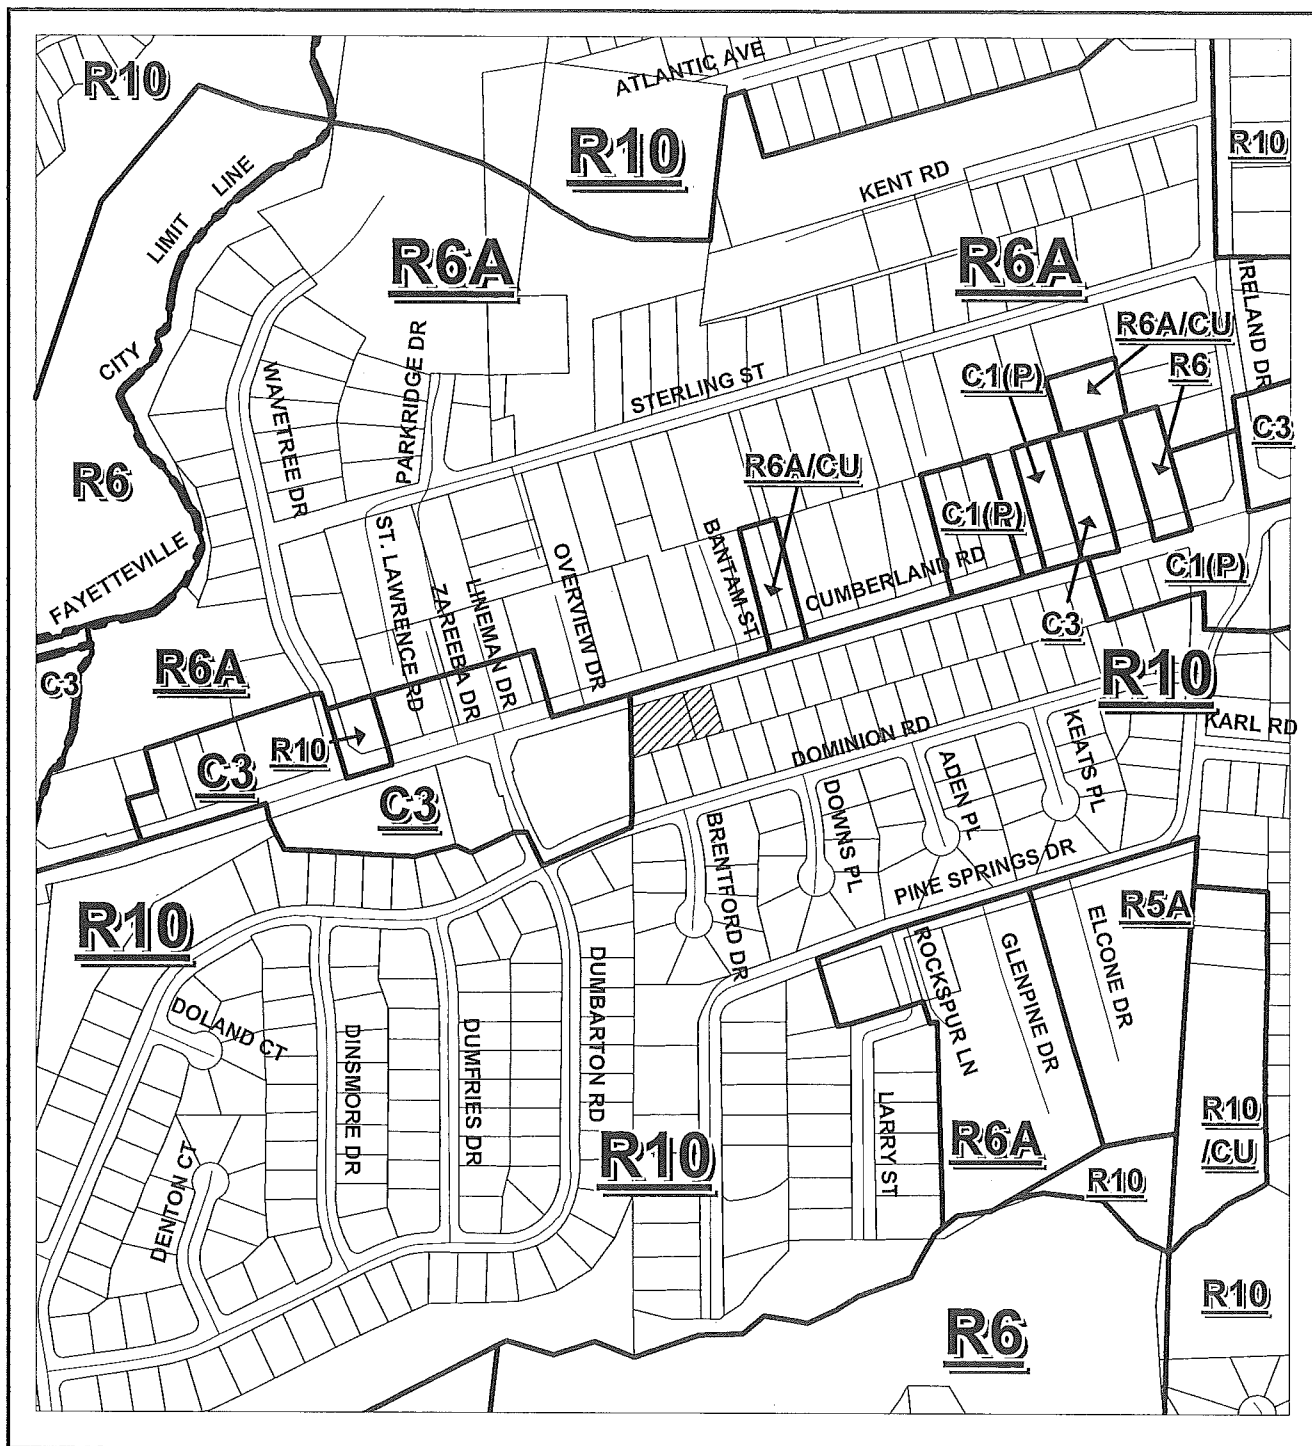 R10
ATLANTIC AVE
R10
R10
KENT RD
LINE
LIMIT
CITY
FAYETTEVILLE
R6A
R6A
IRELAND DR
R6A/CU
R6
C1(P)
C3
WAVETREE DR
PARKRIDGE DR
STERLING ST
R6A/CU
C1(P)
R6
ST. LAWRENCE RD
ZAREEBA DR
LINEMAN DR
OVERVIEW DR
BANTAM ST
CUMBERLAND RD
C1(P)
C3
R6A
C3
R10
R10
C3
C3
DOMINION RD
KARL RD
KEATS PL
ADEN PL
DOWNS PL
BRENTFORD DR
PINE SPRINGS DR
R10
R5A
ROCKSPUR LN
GLENPINE DR
ELCONE DR
DOLAND CT
DINSMORE DR
DUMFRIES DR
DUMBARTON RD
DENTON CT
LARRY ST
R10
R6A
R10
/CU
R10
R10
R6